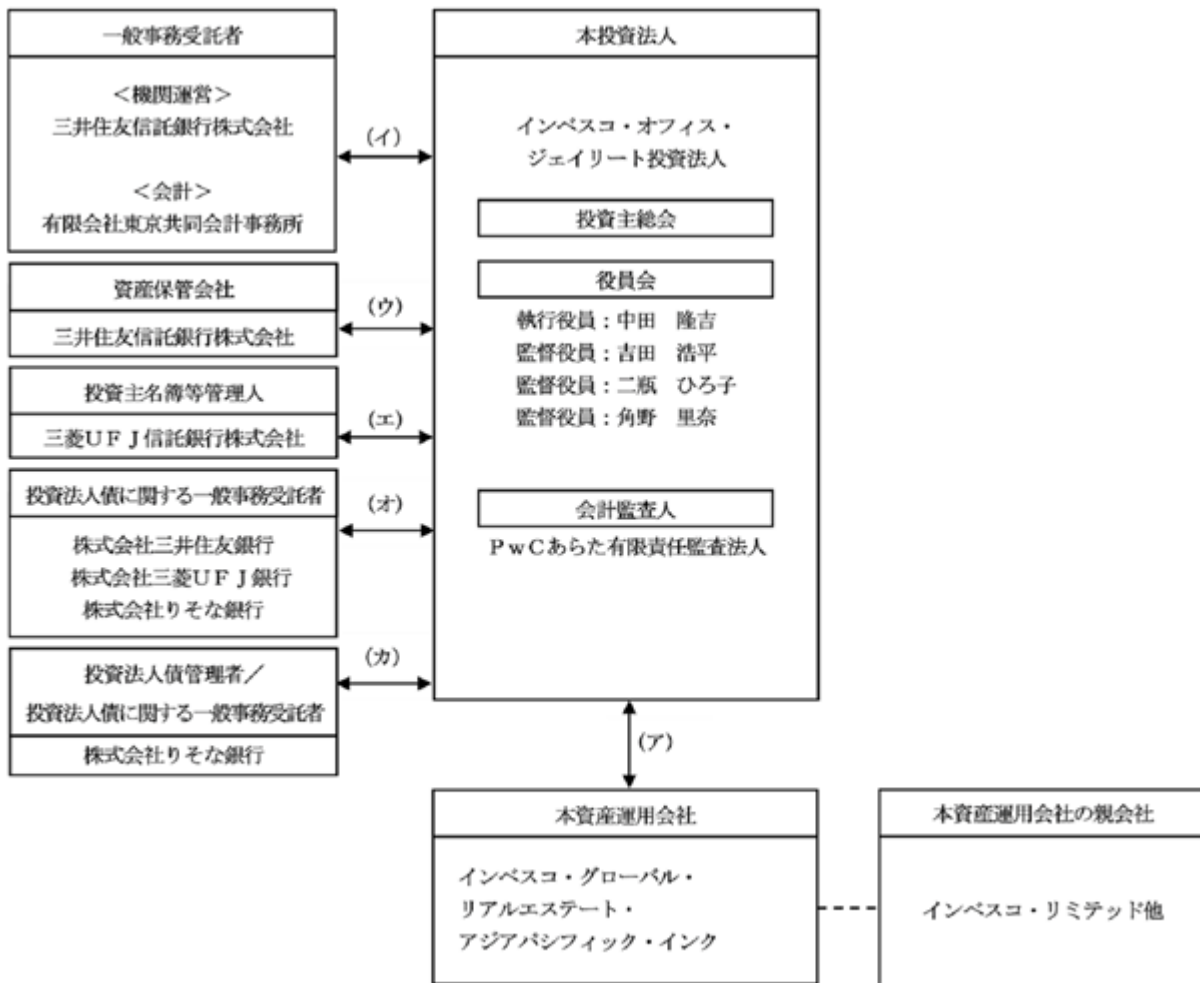 一般事務受託者
＜機関運営＞
三井住友信託銀行株式会社
＜会計＞
有限会社東京共同会計事務所
(イ)
資産保管会社
三井住友信託銀行株式会社
(ウ)
投資主名簿等管理人
三菱ＵＦＪ信託銀行株式会社
(エ)
投資法人債に関する一般事務受託者
株式会社三井住友銀行
株式会社三菱ＵＦＪ銀行
株式会社りそな銀行
(オ)
投資法人債管理者／
投資法人債に関する一般事務受託者
株式会社りそな銀行
(カ)
本投資法人
インベスコ・オフィス・
ジェイリート投資法人
投資主総会
役員会
執行役員：中田　隆吉
監督役員：吉田　浩平
監督役員：二瓶　ひろ子
監督役員：角野　里奈
会計監査人
ＰｗＣあらた有限責任監査法人
(ア)
本資産運用会社
インベスコ・グローバル・
リアルエステート・
アジアパシフィック・インク
本資産運用会社の親会社
インベスコ・リミテッド他